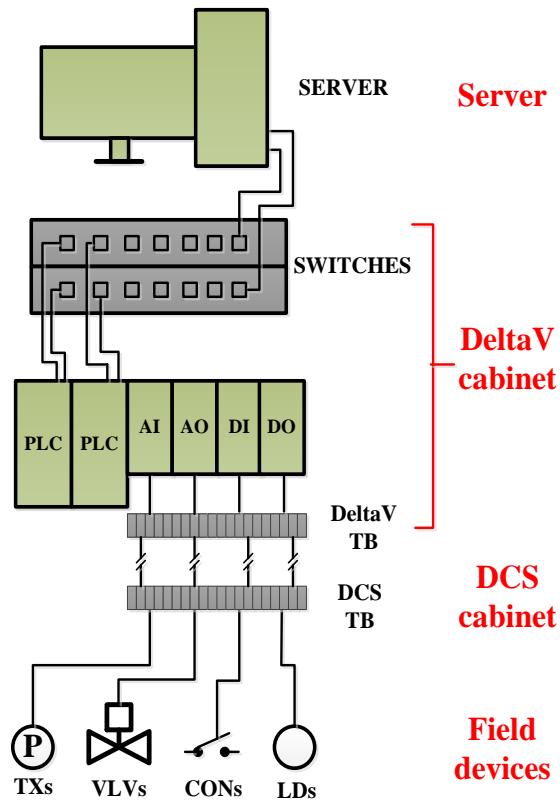 SERVER
Server
SWITCHES
DeltaV
cabinet
PLC
PLC
AI
AO
DI
DO
DeltaV
TB
DCS
TB
DCS
cabinet
P
TXs
VLVs
CONs
LDs
Field
devices